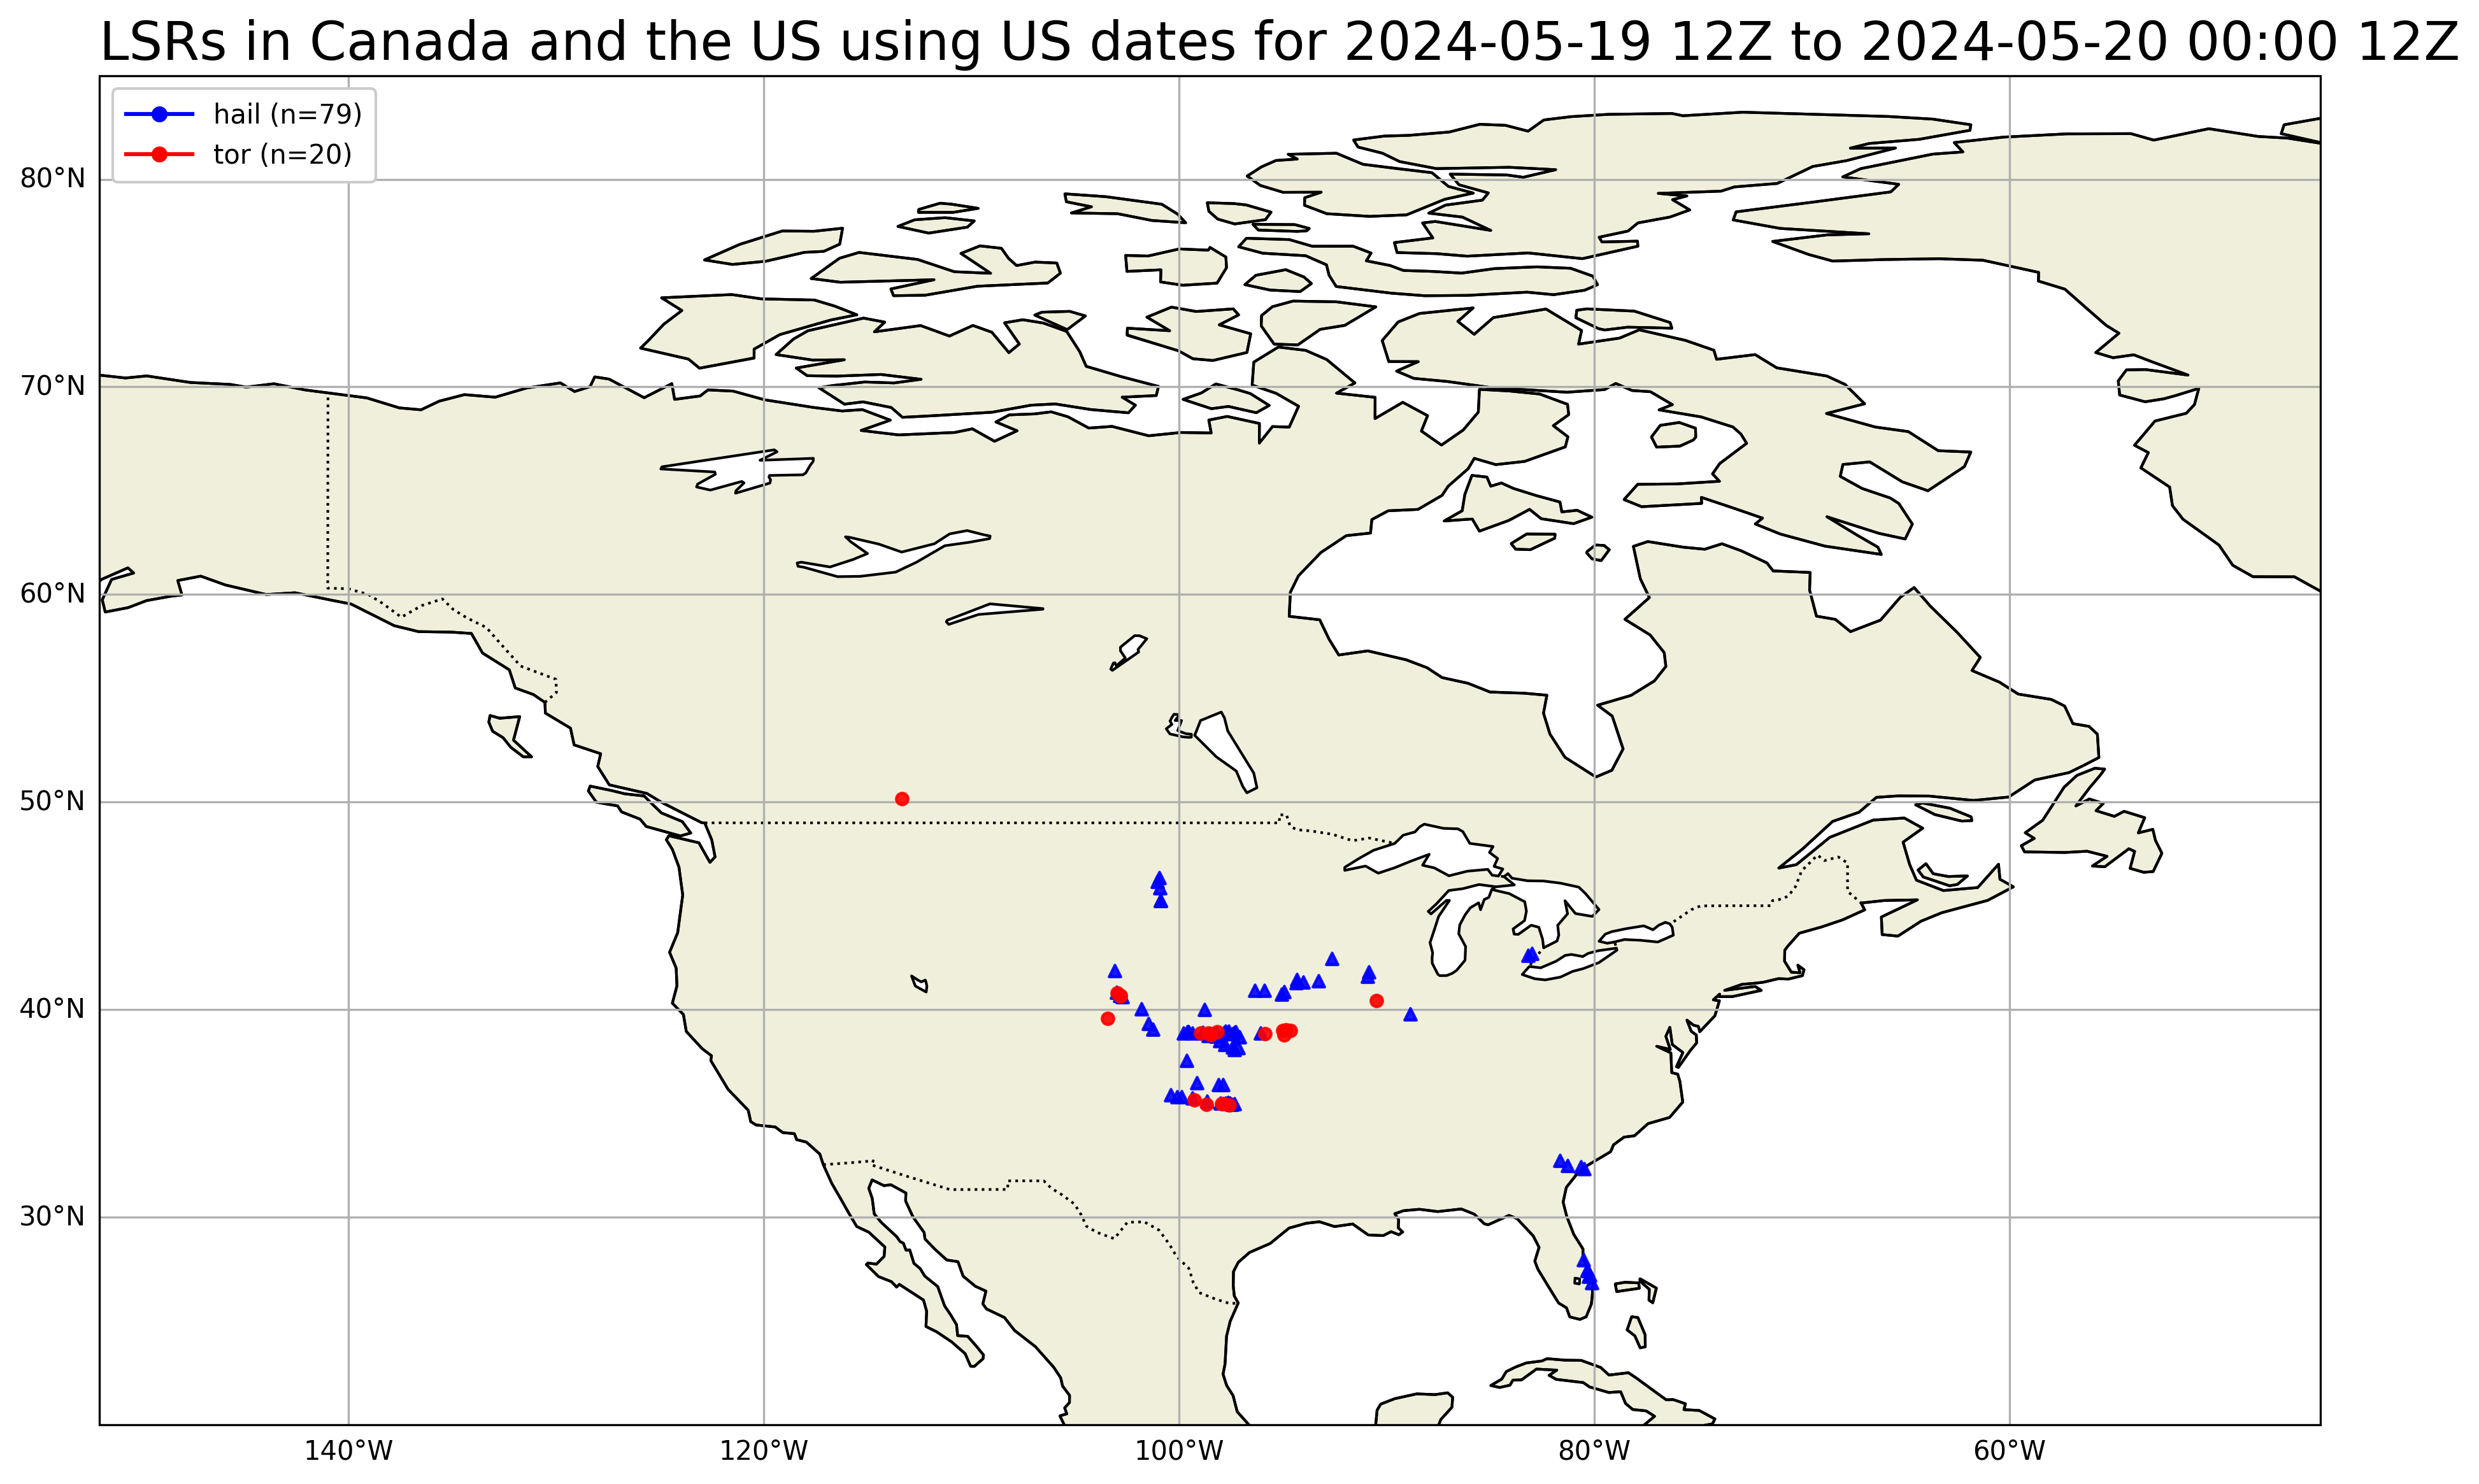 LSRs in Canada and the US using US dates for 2024-05-19 12Z to 2024-05-20 00:00 12Z
hail (n=79)
tor (n=20)
80°N
70°N
60°N
50°N
40°N
30°N
140°W
120°W
100°W
80°W
60°W